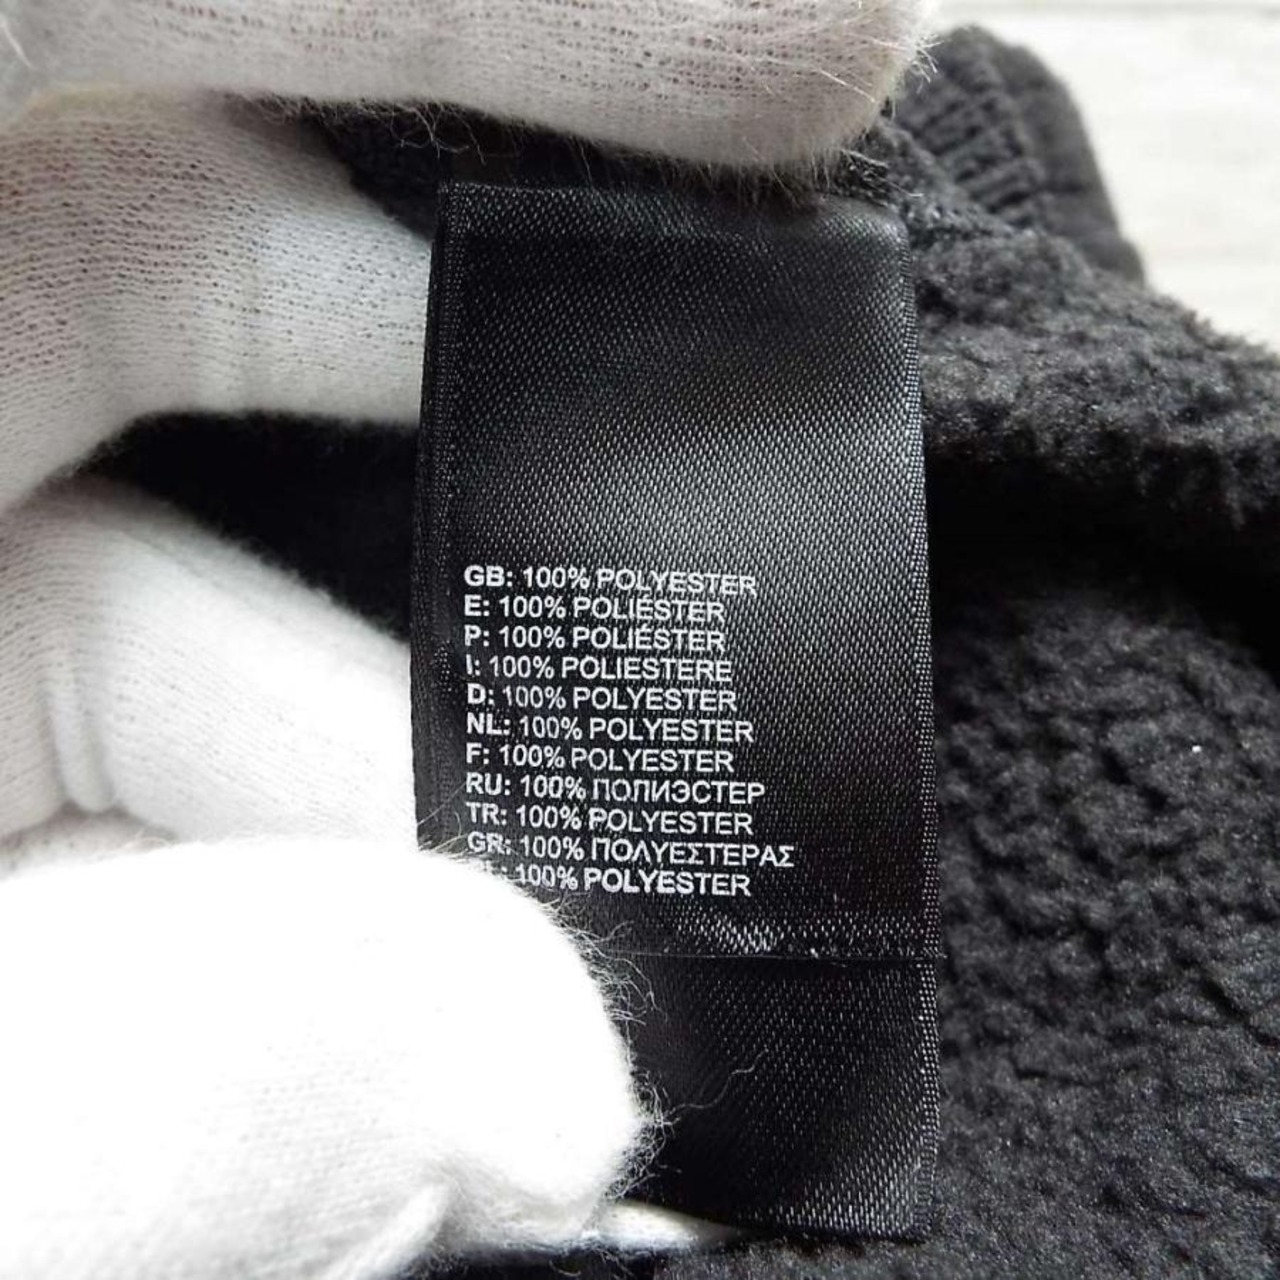 GB: 100% POLYESTER
E: 100% POLIÉSTER
P: 100% POLIÉSTER
I: 100% POLIESTERE
D: 100% POLYESTER
NL: 100% POLYESTER
F: 100% POLYESTER
RU: 100% ПОЛИЭСТЕР
TR: 100% POLYESTER
GR: 100% ΠΟΛΥΕΣΤΕΡΑΣ
100% POLYESTER